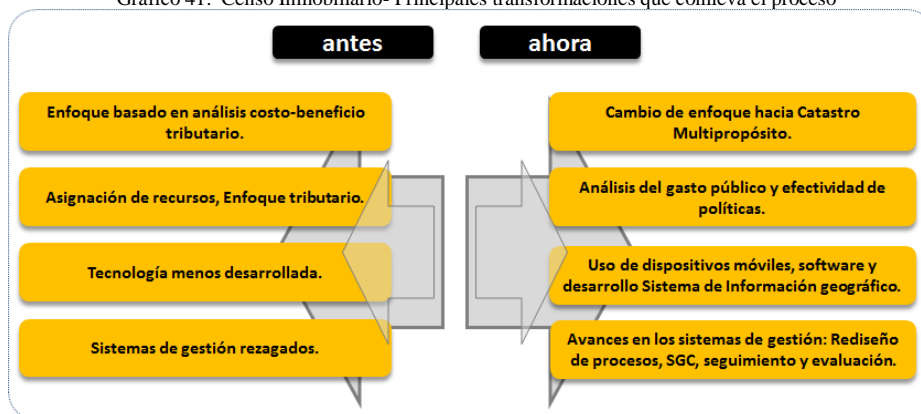 Gráfico 41. Censo Inmobiliario- Principales transformaciones que conlleva el proceso
antes
ahora
Enfoque basado en análisis costo-beneficio
tributario.
Cambio de enfoque hacia Catastro
Multipropósito.
Asignación de recursos, Enfoque tributario.
Análisis del gasto público y efectividad de
políticas.
Tecnología menos desarrollada.
Uso de dispositivos móviles, software y
desarrollo Sistema de Información geográfico.
Sistemas de gestión rezagados.
Avances en los sistemas de gestión: Rediseño
de procesos, SGC, seguimiento y evaluación.